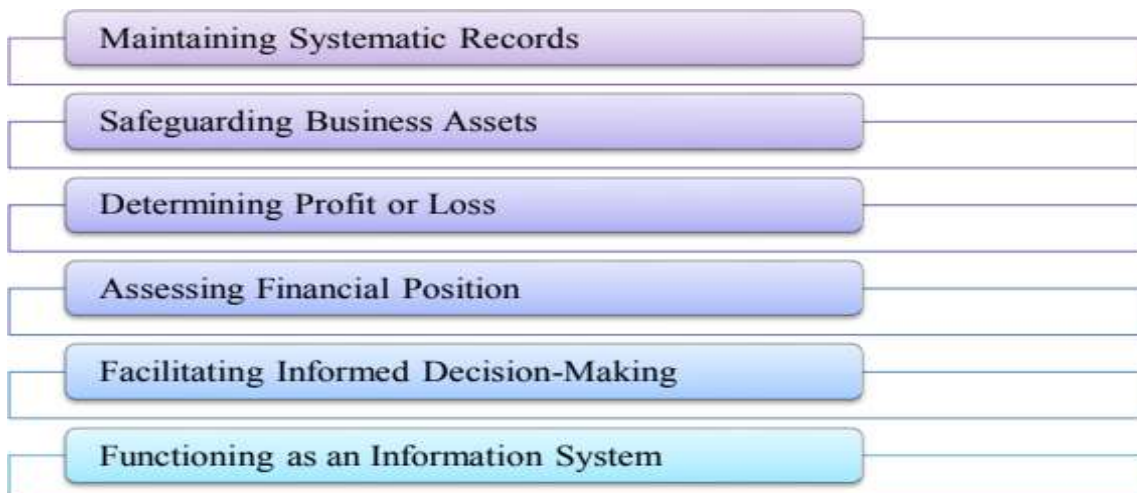 Maintaining Systematic Records
Safeguarding Business Assets
Determining Profit or Loss
Assessing Financial Position
Facilitating Informed Decision-Making
Functioning as an Information System